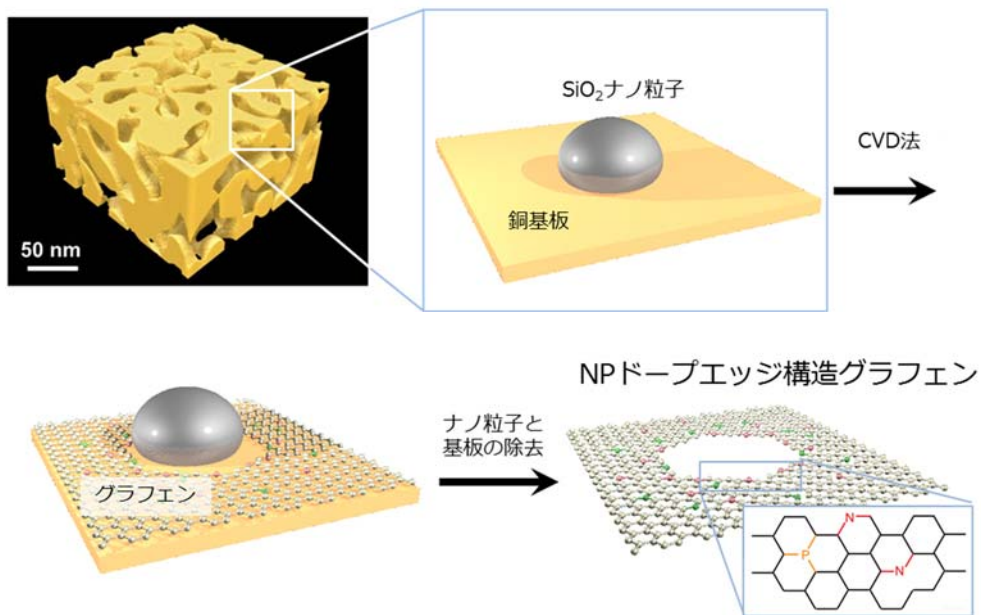 SiO₂ナノ粒子
CVD法
銅基板
50 nm
NPドープエッジ構造グラフェン
ナノ粒子と
基板の除去
グラフェン
N
P
N